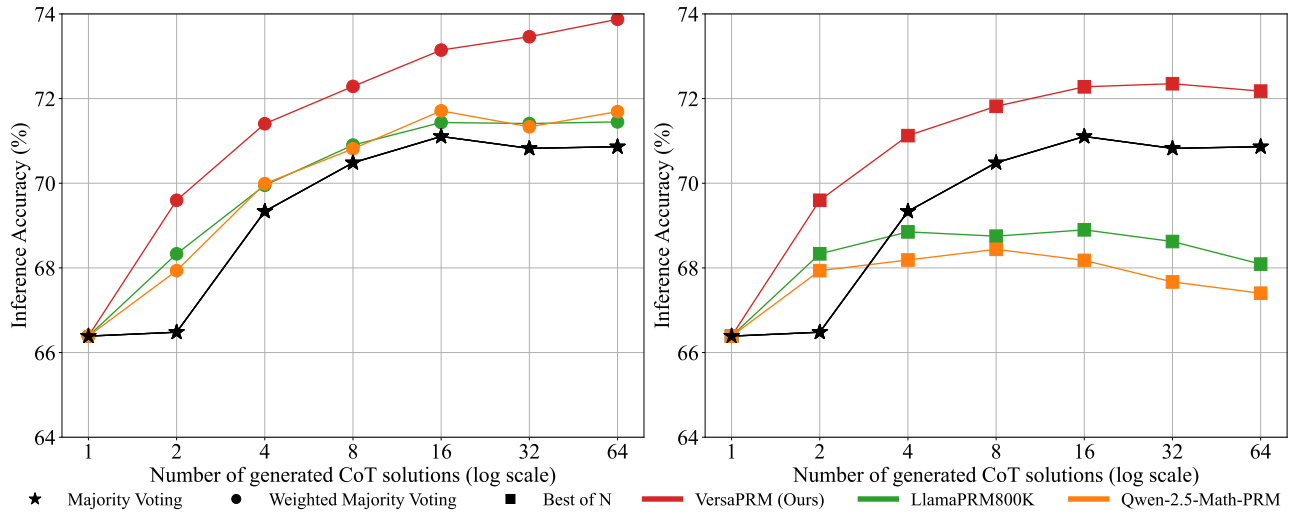 74
72
70
68
66
64
Inference Accuracy (%)
1 2 4 8 16 32 64
Number of generated CoT solutions (log scale)
74
72
70
68
66
64
Inference Accuracy (%)
1 2 4 8 16 32 64
Number of generated CoT solutions (log scale)
Majority Voting Weighted Majority Voting Best of N VersaPRM (Ours) LlamaPRM800K Qwen-2.5-Math-PRM